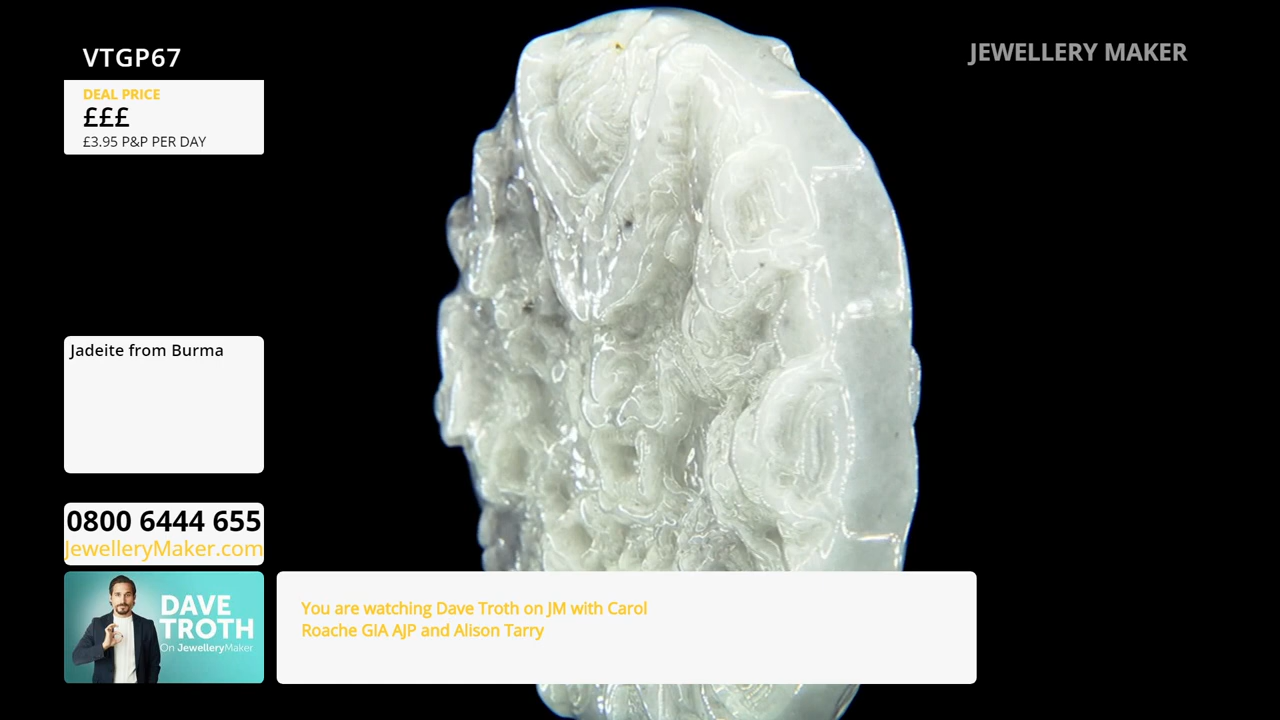 VTGP67
DEAL PRICE
£££
£3.95 P&P PER DAY
JEWELLERY MAKER
Jadeite from Burma
0800 6444 655
JewelleryMaker.com
DAVE
TROTH
On JewelleryMaker
You are watching Dave Troth on JM with Carol
Roache GIA AJP and Alison Tarry